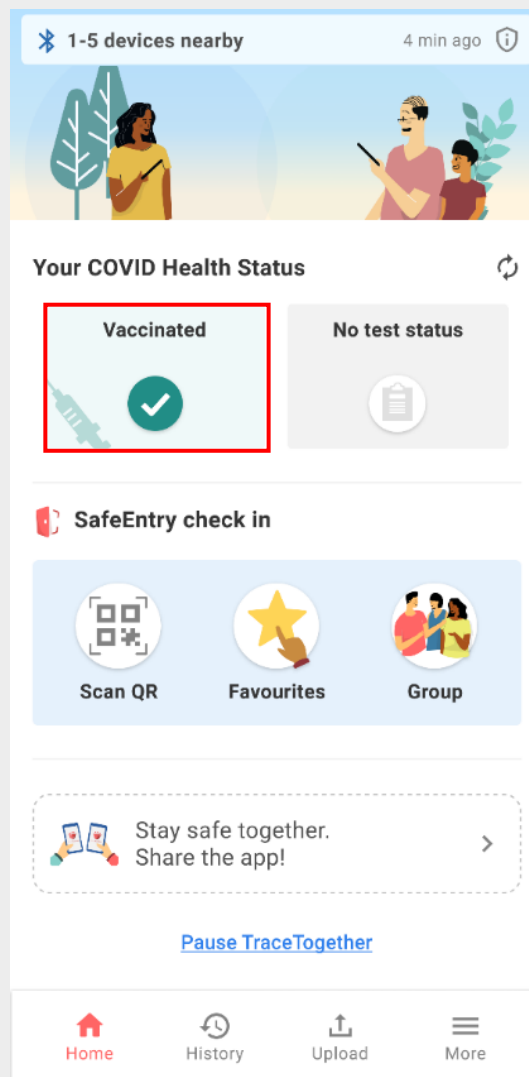 1-5 devices nearby 4 min ago
Your COVID Health Status
Vaccinated No test status
SafeEntry check in
Scan QR Favourites Group
Stay safe together.
Share the app!
Pause TraceTogether
Home History Upload More